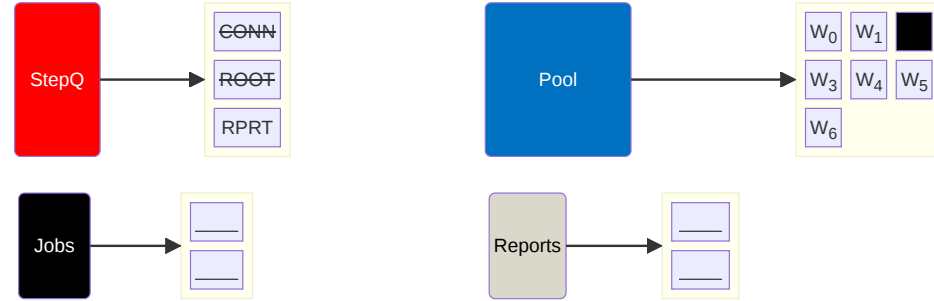 StepQ
CONN
ROOT
RPRT
Pool
W0 W1
W3 W4 W5
W6
Jobs
____
____
Reports
____
____